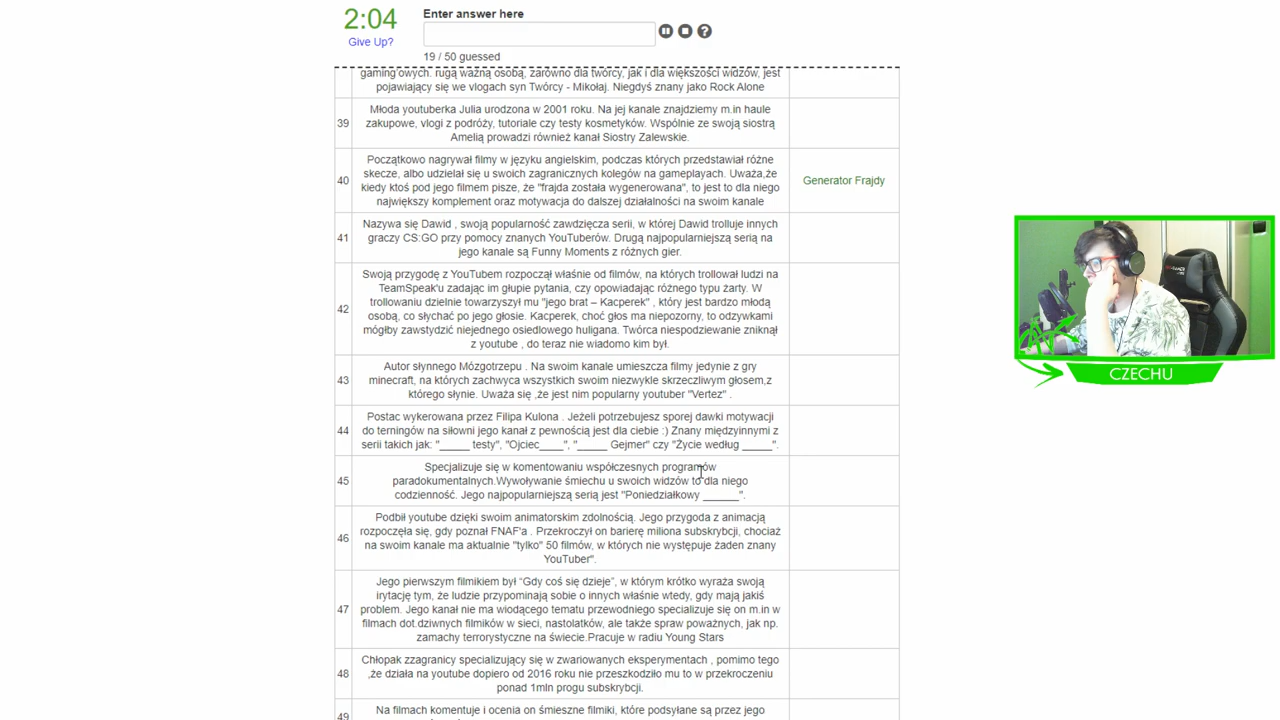 2:04
Give Up?
Enter answer here
19 / 50 guessed
gaming'owych. rugą ważną osobą, zarówno dla twórcy, jak i dla większości widzów, jest
pojawiający się we vlogach syn Twórcy - Mikołaj. Niegdyś znany jako Rock Alone
39
Młoda youtuberka Julia urodzona w 2001 roku. Na jej kanale znajdziemy m.in haule
zakupowe, vlogi z podróży, tutoriale czy testy kosmetyków. Wspólnie ze swoją siostrą
Amelią prowadzi również kanał Siostry Zalewskie.
40
Początkowo nagrywał filmy w języku angielskim, podczas których przedstawiał różne
skecze, albo udzielał się u swoich zagranicznych kolegów na gameplayach. Uważa,że
kiedy ktoś pod jego filmem pisze, że "frajda została wygenerowana", to jest to dla niego
największy komplement oraz motywacja do dalszej działalności na swoim kanale
Generator Frajdy
41
Nazywa się Dawid , swoją popularność zawdzięcza serii, w której Dawid trolluje innych
graczy CS:GO przy pomocy znanych YouTuberów. Drugą najpopularniejszą serią na
jego kanale są Funny Moments z różnych gier.
42
Swoją przygodę z YouTubem rozpoczął właśnie od filmów, na których trollował ludzi na
TeamSpeak'u zadając im głupie pytania, czy opowiadając różnego typu żarty. W
trollowaniu dzielnie towarzyszył mu "jego brat – Kacperek" , który jest bardzo młodą
osobą, co słychać po jego głosie. Kacperek, choć głos ma niepozorny, to odzywkami
mógłby zawstydzić niejednego osiedlowego huligana. Twórca niespodziewanie zniknął
z youtube , do teraz nie wiadomo kim był.
43
Autor słynnego Mózgotrzepu . Na swoim kanale umieszcza filmy jedynie z gry
minecraft, na których zachwyca wszystkich swoim niezwykle skrzeczliwym głosem,z
którego słynie. Uważa się ,że jest nim popularny youtuber "Vertez" .
44
Postac wykerowana przez Filipa Kulona . Jeżeli potrzebujesz sporej dawki motywacji
do terningów na siłowni jego kanał z pewnością jest dla ciebie :) Znany międzyinnymi z
serii takich jak: "_____ testy", "Ojciec____", "_____ Gejmer" czy "Życie według _____".
45
Specjalizuje się w komentowaniu współczesnych programów
paradokumentalnych.Wywoływanie śmiechu u swoich widzów to dla niego
codzienność. Jego najpopularniejszą serią jest "Poniedziałkowy ______".
46
Podbił youtube dzięki swoim animatorskim zdolnością. Jego przygoda z animacją
rozpoczęła się, gdy poznał FNAF'a . Przekroczył on barierę miliona subskrybcji, chociaż
na swoim kanale ma aktualnie "tylko" 50 filmów, w których nie występuje żaden znany
YouTuber".
47
Jego pierwszym filmikiem był “Gdy coś się dzieje”, w którym krótko wyraża swoją
irytację tym, że ludzie przypominają sobie o innych właśnie wtedy, gdy mają jakiś
problem. Jego kanał nie ma wiodącego tematu przewodniego specjalizuje się on m.in w
filmach dot.dziwnych filmików w sieci, nastolatków, ale także spraw poważnych, jak np.
zamachy terrorystyczne na świecie.Pracuje w radiu Young Stars
48
Chłopak zzagranicy specjalizujący się w zwariowanych eksperymentach , pomimo tego
,że działa na youtube dopiero od 2016 roku nie przeszkodziło mu to w przekroczeniu
ponad 1mln progu subskrybcji.
49
Na filmach komentuje i ocenia on śmieszne filmiki, które podsyłane są przez jego
CZECHU